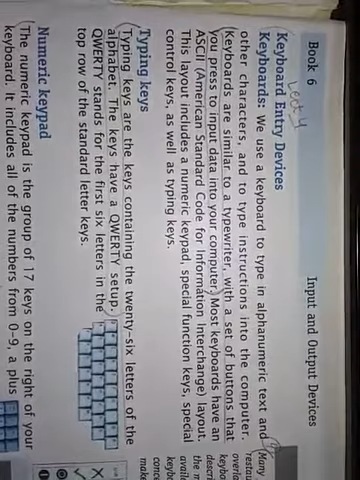 Book 6
Input and Output Devices
Keyboard Entry Devices
Keyboards: We use a keyboard to type in alphanumeric text and
other characters, and to type instructions into the computer.
(Keyboards are similar to a typewriter, with a set of buttons that
you press to input data into your computer.) Most keyboards have an
ASCII (American Standard Code for Information Interchange) layout.
This layout includes a numeric keypad, special function keys, special
control keys, as well as typing keys.
Typing keys
(Typing keys are the keys containing the twenty-six letters of the
alphabet. The keys have a QWERTY setup.)
QWERTY stands for the first six letters in the
top row of the standard letter keys.
Numeric keypad
(The numeric keypad is the group of 17 keys on the right of your
keyboard. It includes all of the numbers from 0–9, a plus
Many